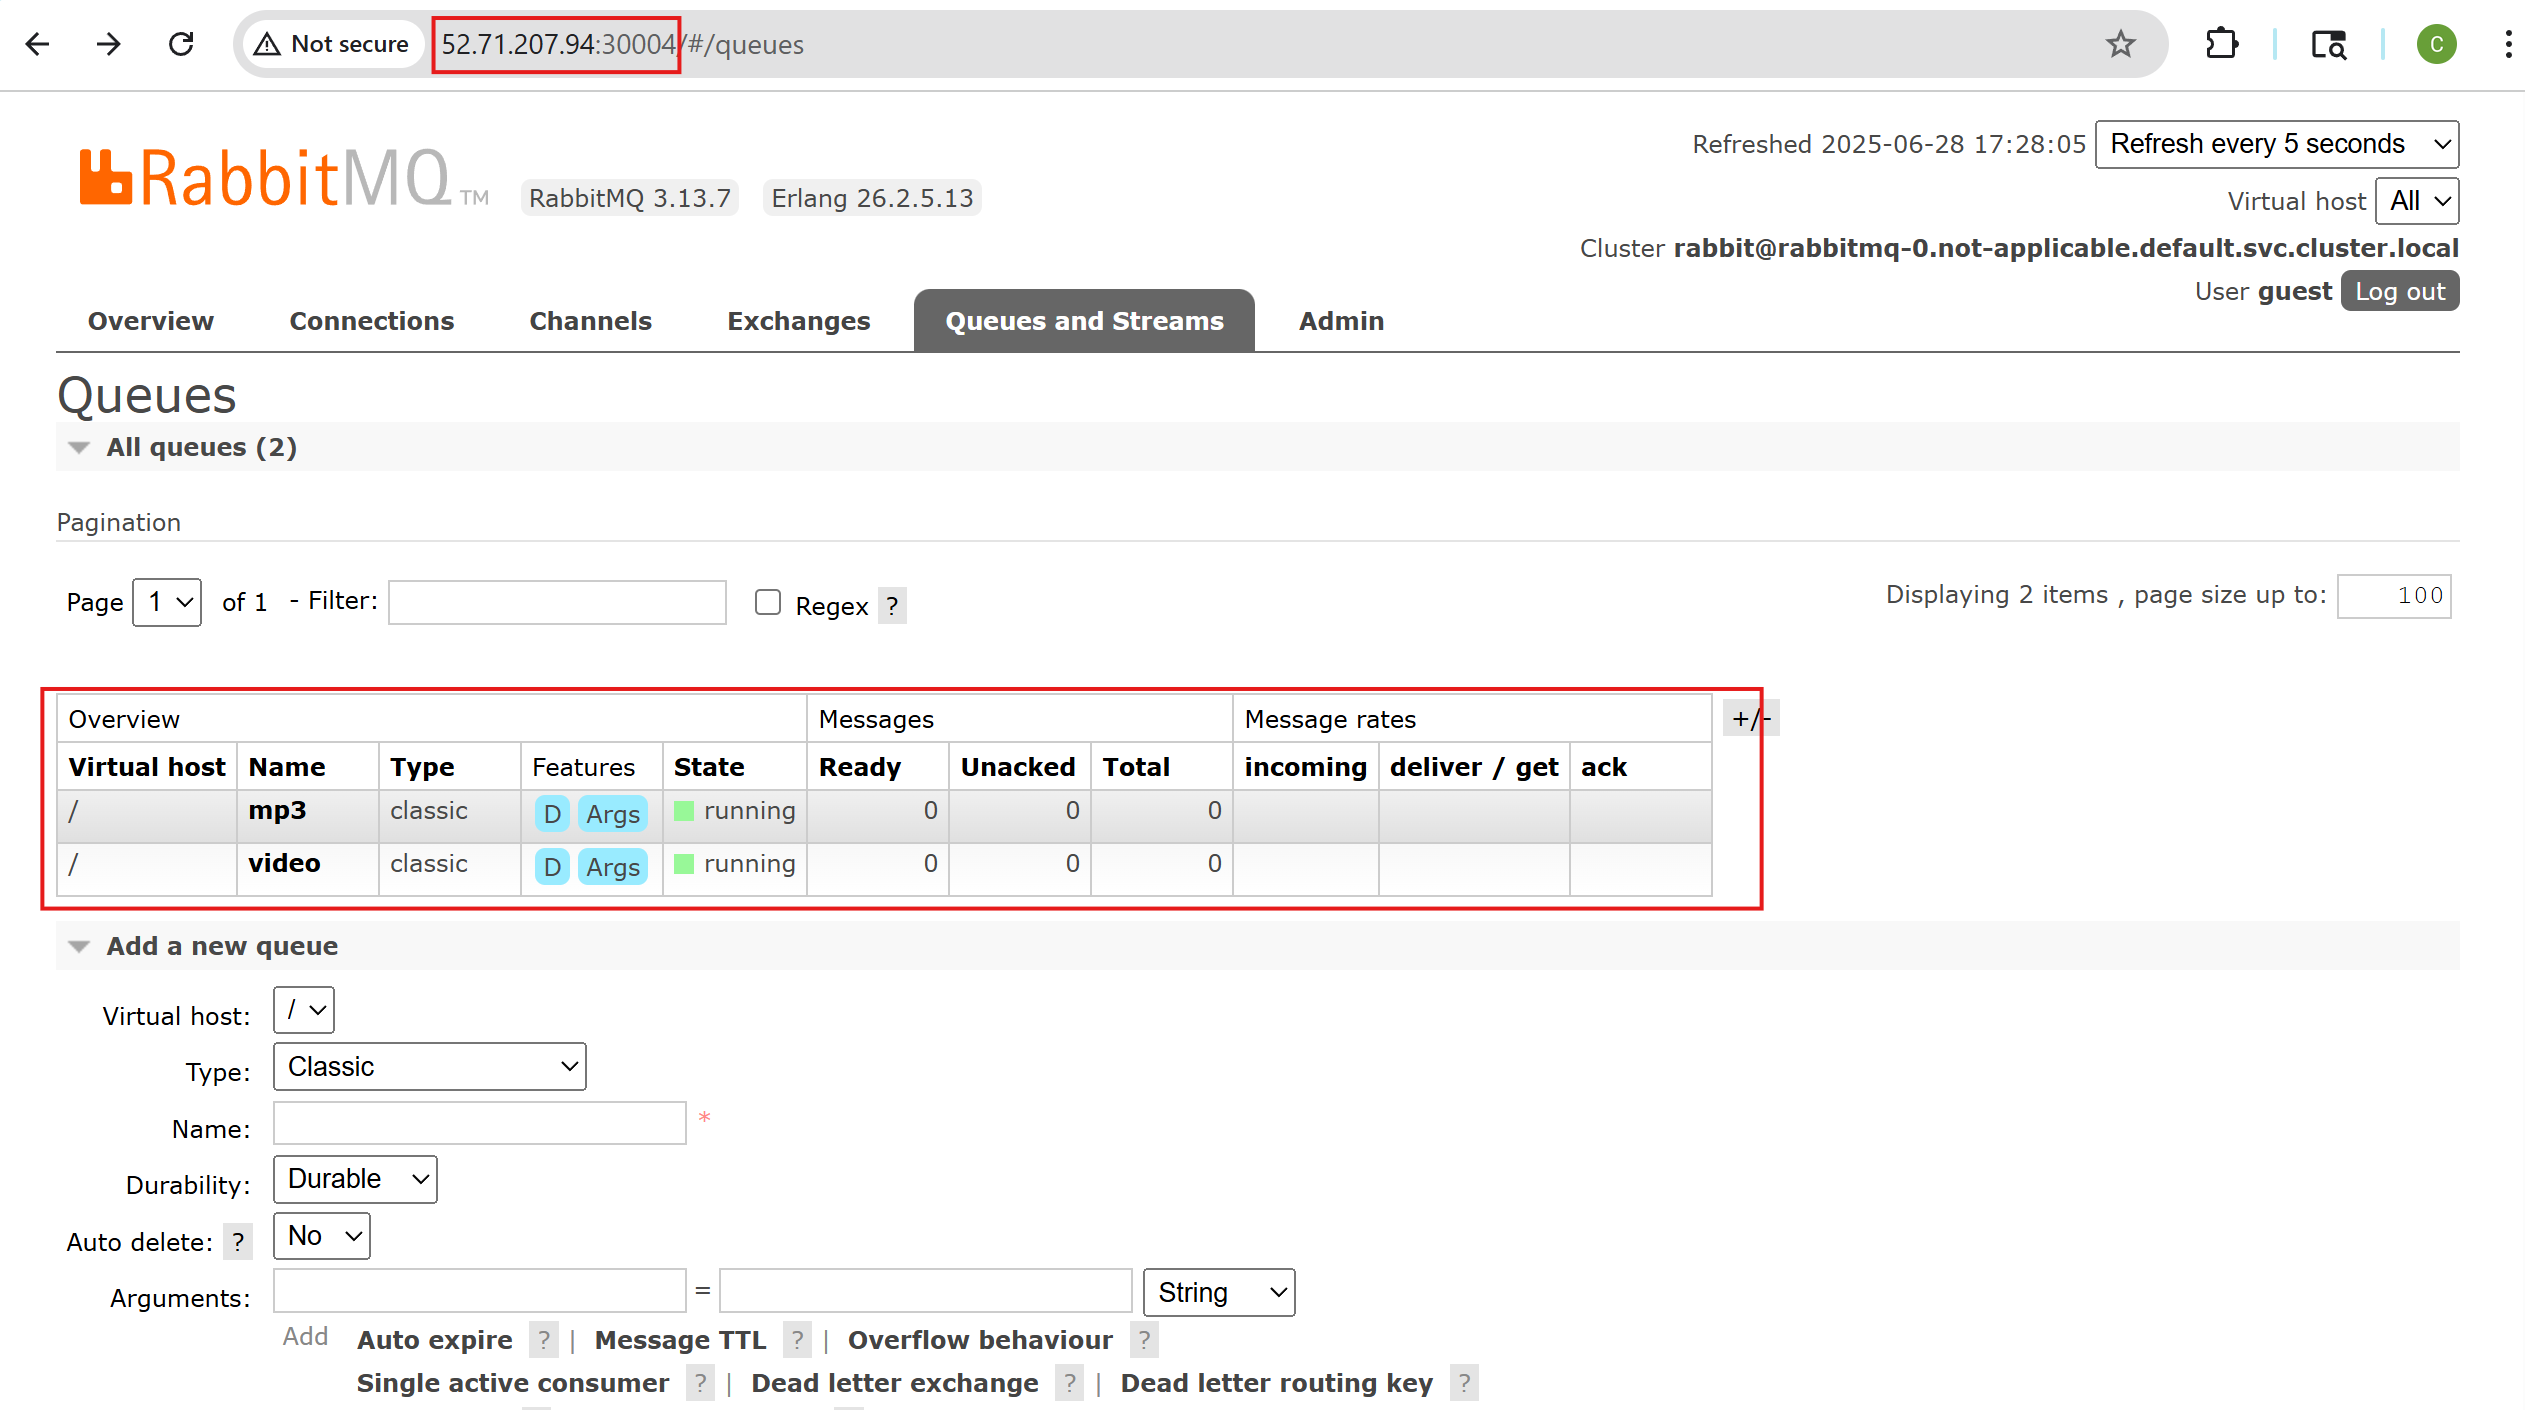 Not secure 52.71.207.94:30004/#/queues C
Refreshed 2025-06-28 17:28:05 Refresh every 5 seconds
RabbitMQ TM RabbitMQ 3.13.7 Erlang 26.2.5.13
Virtual host All
Cluster rabbit@rabbitmq-0.not-applicable.default.svc.cluster.local
User guest Log out
Overview Connections Channels Exchanges Queues and Streams Admin
Queues
All queues (2)
Pagination
Page 1 of 1 - Filter: Regex ? Displaying 2 items , page size up to: 100
Overview Messages Message rates +/-
Virtual host Name Type Features State Ready Unacked Total incoming deliver / get ack
/ mp3 classic D Args running 0 0 0
/ video classic D Args running 0 0 0
Add a new queue
Virtual host: /
Type: Classic
Name: *
Durability: Durable
Auto delete: ? No
Arguments: = String
Add Auto expire ? | Message TTL ? | Overflow behaviour ?
Single active consumer ? | Dead letter exchange ? | Dead letter routing key ?